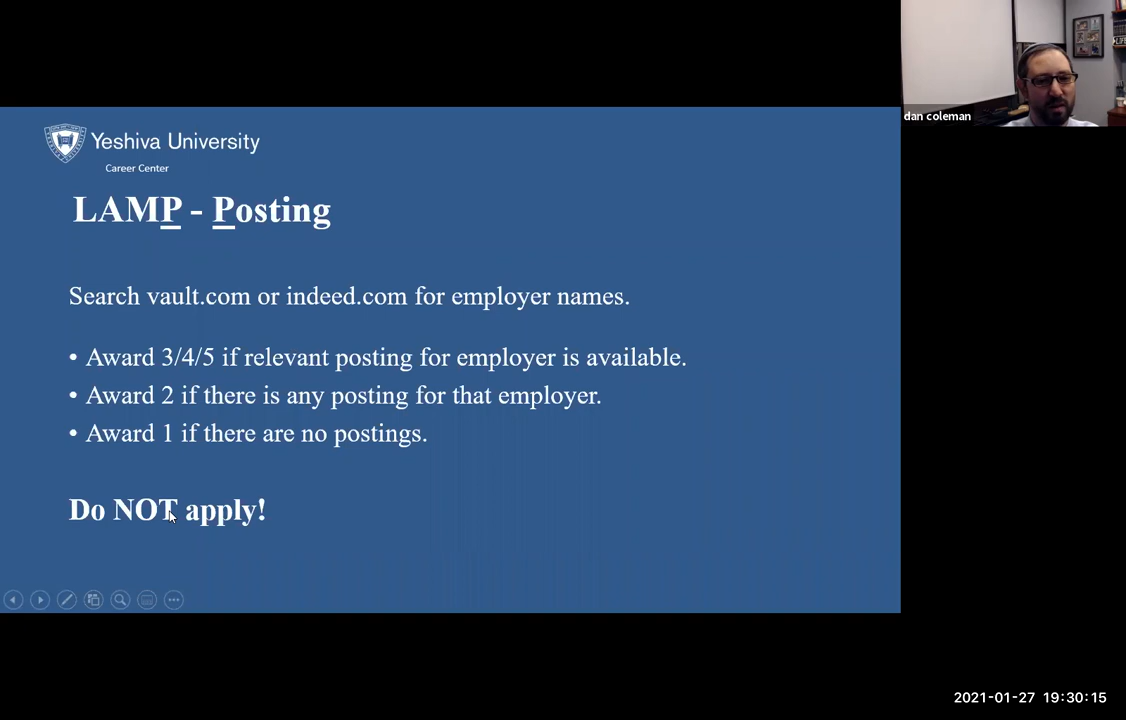 Yeshiva University
Career Center
LAMP - Posting
Search vault.com or indeed.com for employer names.
• Award 3/4/5 if relevant posting for employer is available.
• Award 2 if there is any posting for that employer.
• Award 1 if there are no postings.
Do NOT apply!
dan coleman
2021-01-27 19:30:15